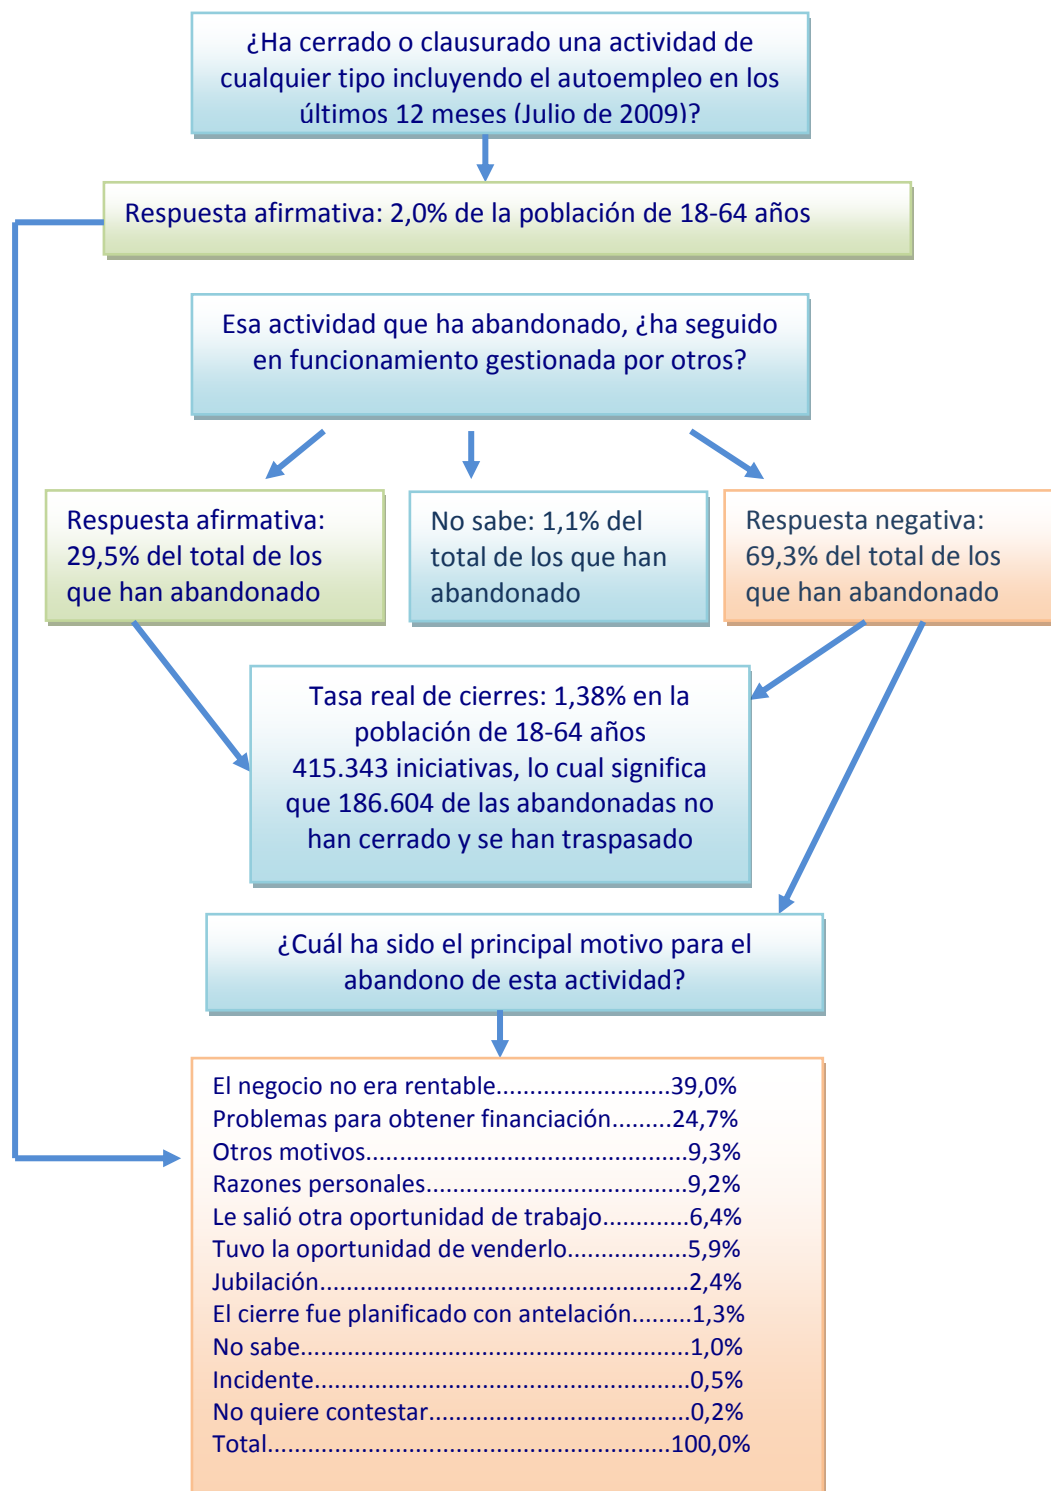 ¿Ha cerrado o clausurado una actividad de
cualquier tipo incluyendo el autoempleo en los
últimos 12 meses (Julio de 2009)?
Respuesta afirmativa: 2,0% de la población de 18-64 años
Esa actividad que ha abandonado, ¿ha seguido
en funcionamiento gestionada por otros?
Respuesta afirmativa:
29,5% del total de los
que han abandonado
No sabe: 1,1% del
total de los que han
abandonado
Respuesta negativa:
69,3% del total de los
que han abandonado
Tasa real de cierres: 1,38% en la
población de 18-64 años
415.343 iniciativas, lo cual significa
que 186.604 de las abandonadas no
han cerrado y se han traspasado
¿Cuál ha sido el principal motivo para el
abandono de esta actividad?
El negocio no era rentable..........................39,0%
Problemas para obtener financiación.........24,7%
Otros motivos................................................9,3%
Razones personales.......................................9,2%
Le salió otra oportunidad de trabajo.............6,4%
Tuvo la oportunidad de venderlo..................5,9%
Jubilación.......................................................2,4%
El cierre fue planificado con antelación.........1,3%
No sabe..........................................................1,0%
Incidente........................................................0,5%
No quiere contestar.......................................0,2%
Total............................................................100,0%